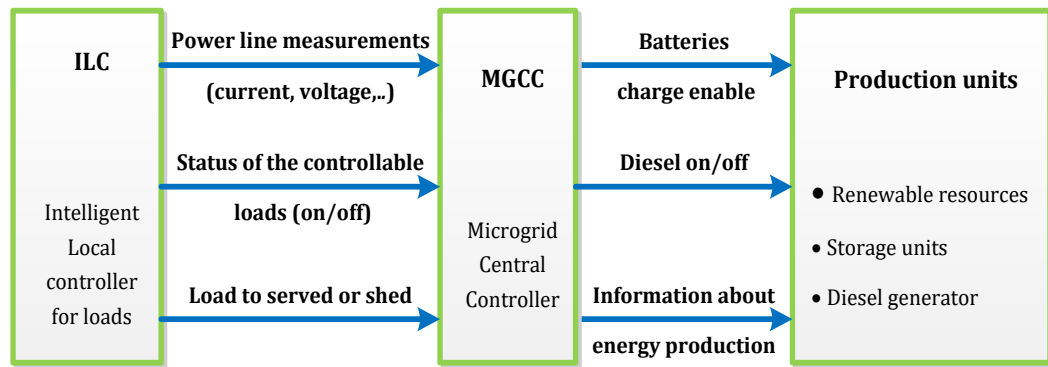 ILC
Intelligent
Local
controller
for loads
Power line measurements
(current, voltage,..)
Status of the controllable
loads (on/off)
Load to served or shed
MGCC
Microgrid
Central
Controller
Batteries
charge enable
Diesel on/off
Information about
energy production
Production units
• Renewable resources
• Storage units
• Diesel generator